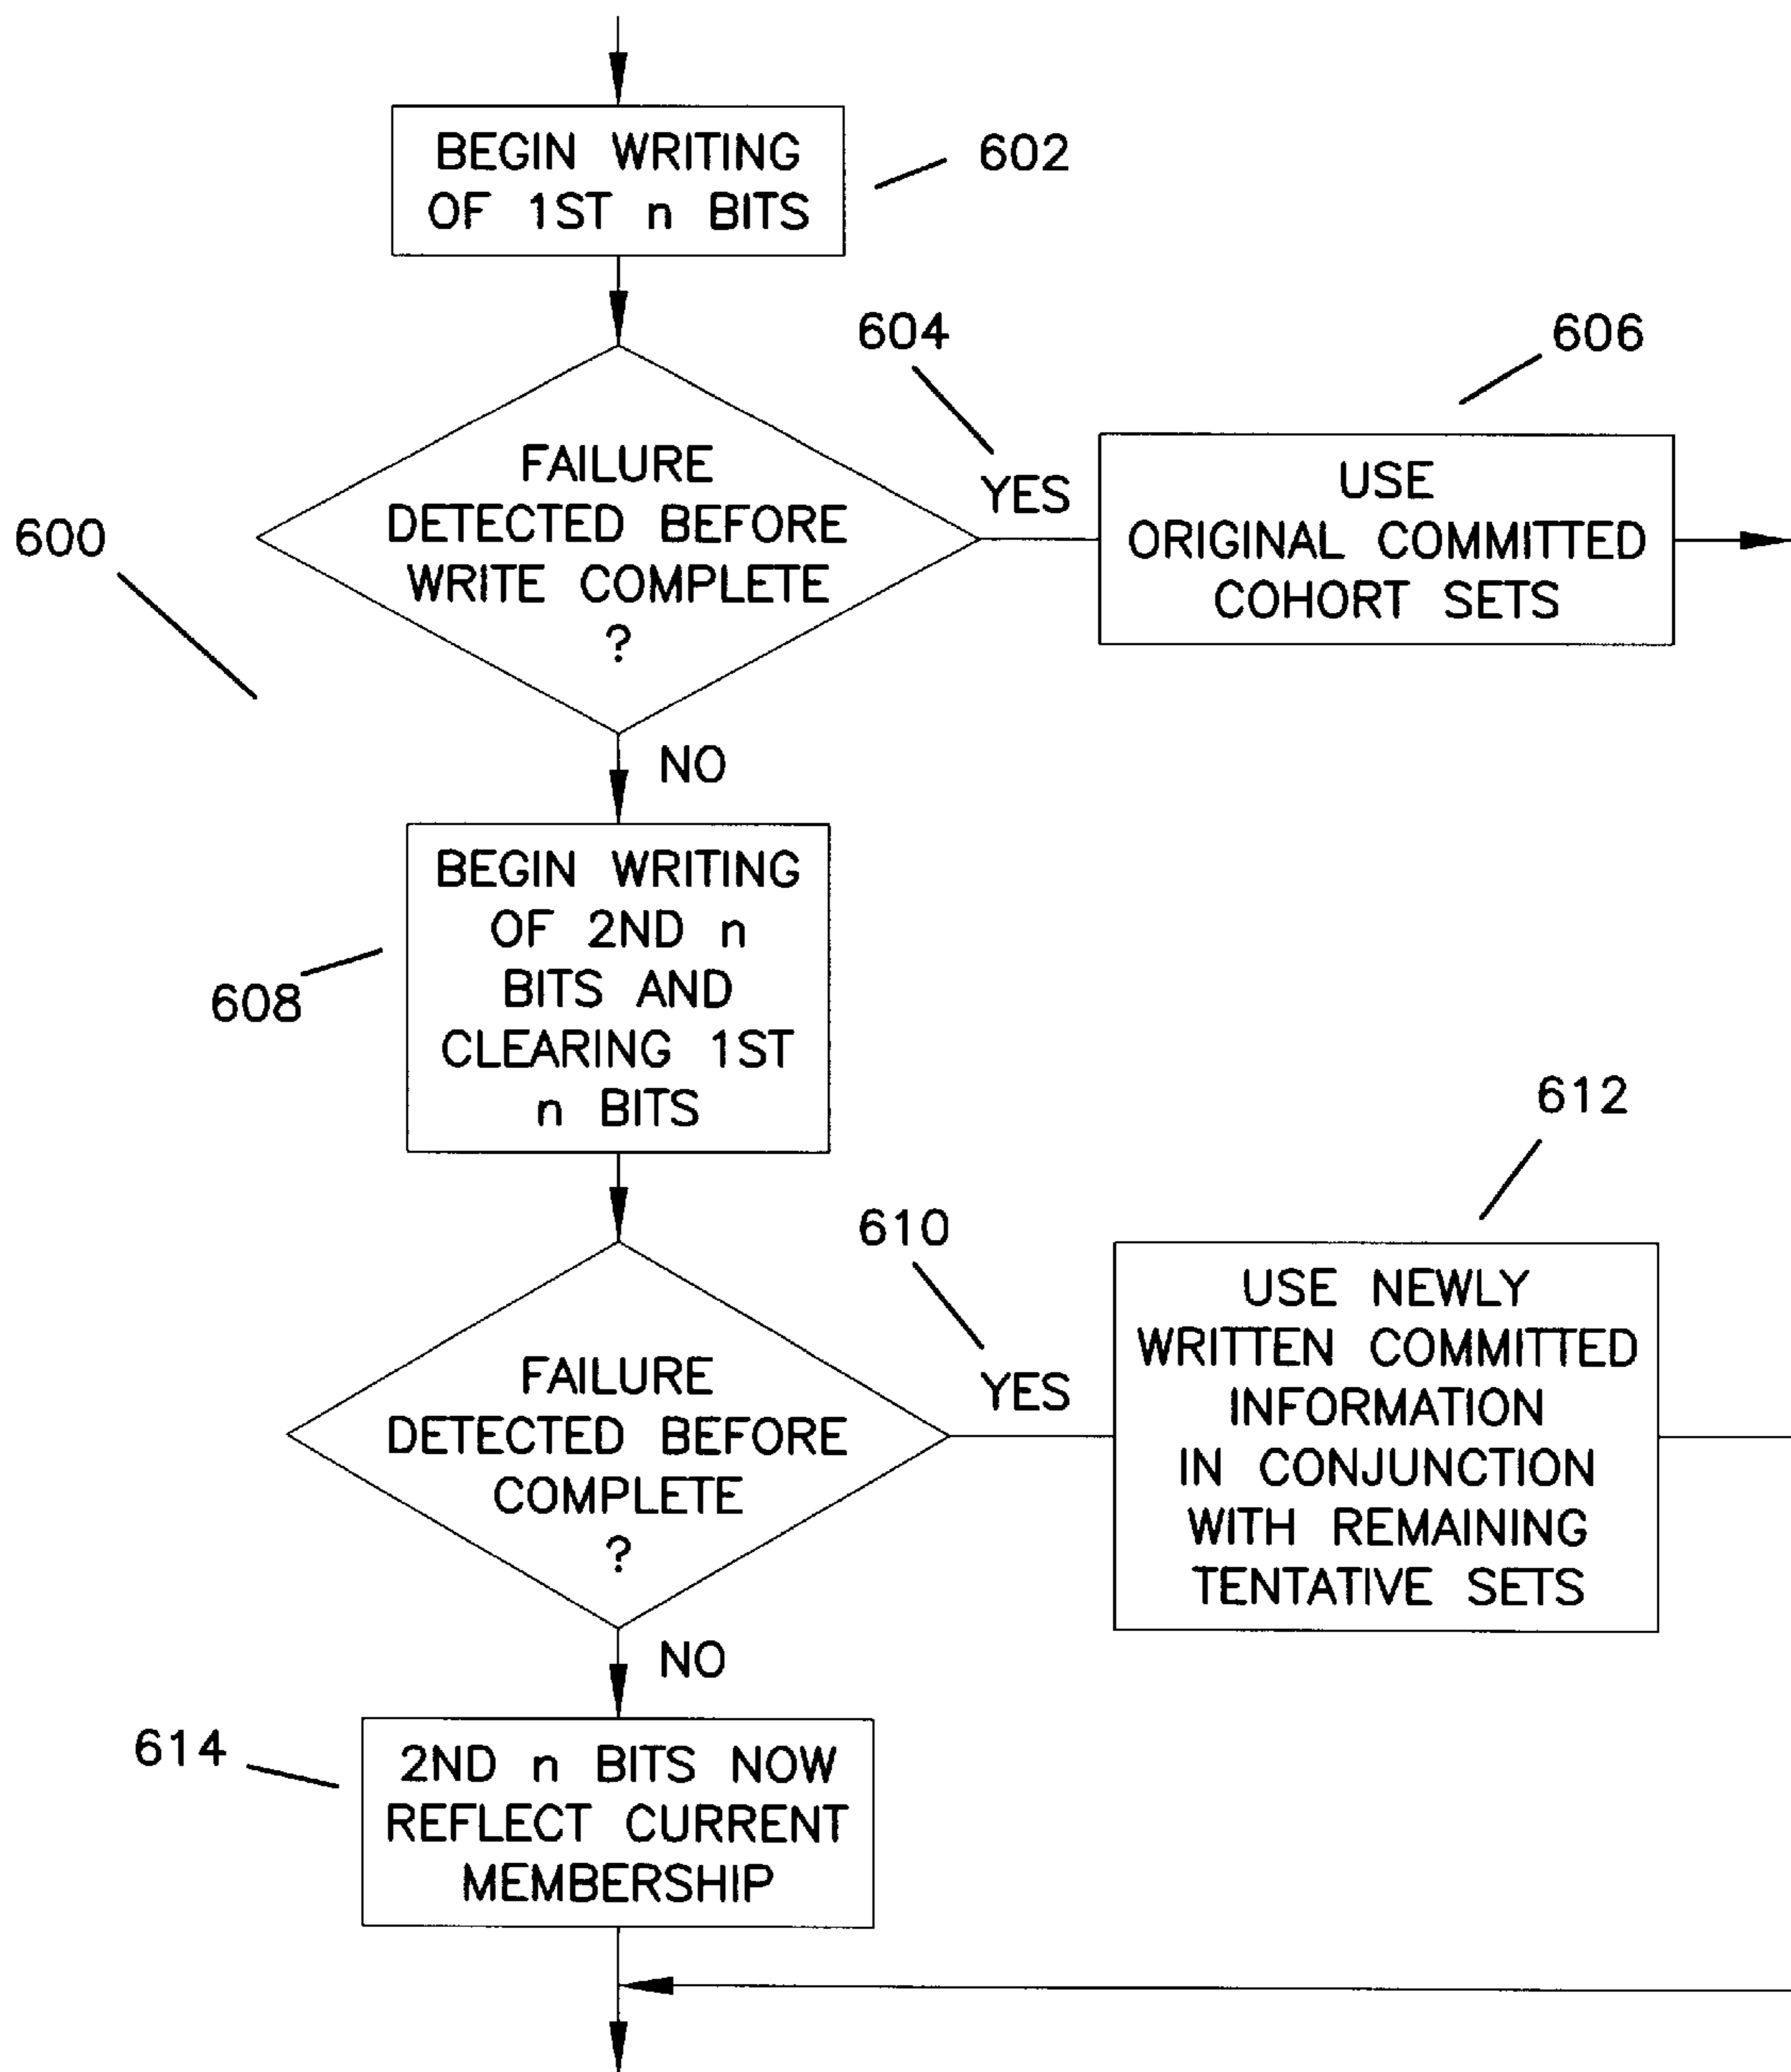 BEGIN WRITING
OF 1ST n BITS
602
FAILURE
DETECTED BEFORE
WRITE COMPLETE
?
604
YES
606
USE
ORIGINAL COMMITTED
COHORT SETS
600
NO
BEGIN WRITING
OF 2ND n
BITS AND
CLEARING 1ST
n BITS
608
FAILURE
DETECTED BEFORE
COMPLETE
?
610
YES
612
USE NEWLY
WRITTEN COMMITTED
INFORMATION
IN CONJUNCTION
WITH REMAINING
TENTATIVE SETS
NO
614
2ND n BITS NOW
REFLECT CURRENT
MEMBERSHIP